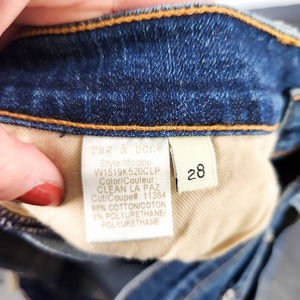 rag & bone
Style/Modele
W1519K520CLP
Color/Couleur:
CLEAN LA PAZ
Cut/Coupe#: 11364
98% COTTON/COTON
2% POLYURETHANE/
POLYURETHANE
28